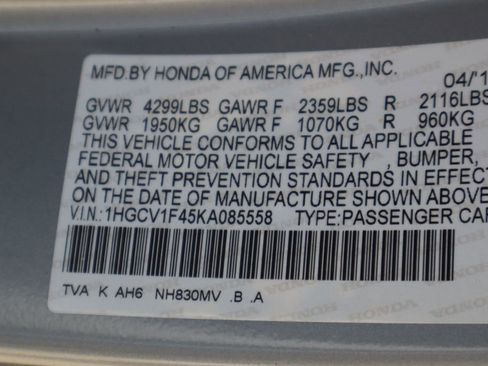 MFD.BY HONDA OF AMERICA MFG.,INC. 04/'1
GVWR 4299LBS GAWR F 2359LBS R 2116LBS
GVWR 1950KG GAWR F 1070KG R 960KG
THIS VEHICLE CONFORMS TO ALL APPLICABLE
FEDERAL MOTOR VEHICLE SAFETY , BUMPER,
AND THEFT PREVENTION STANDARDS IN EFFECT
ON THE DATE OF MANUFACTURE SHOWN ABOVE.
V.I.N.: 1HGCV1F45KA085558 TYPE:PASSENGER CAR
TVA K AH6 NH830MV .B .A